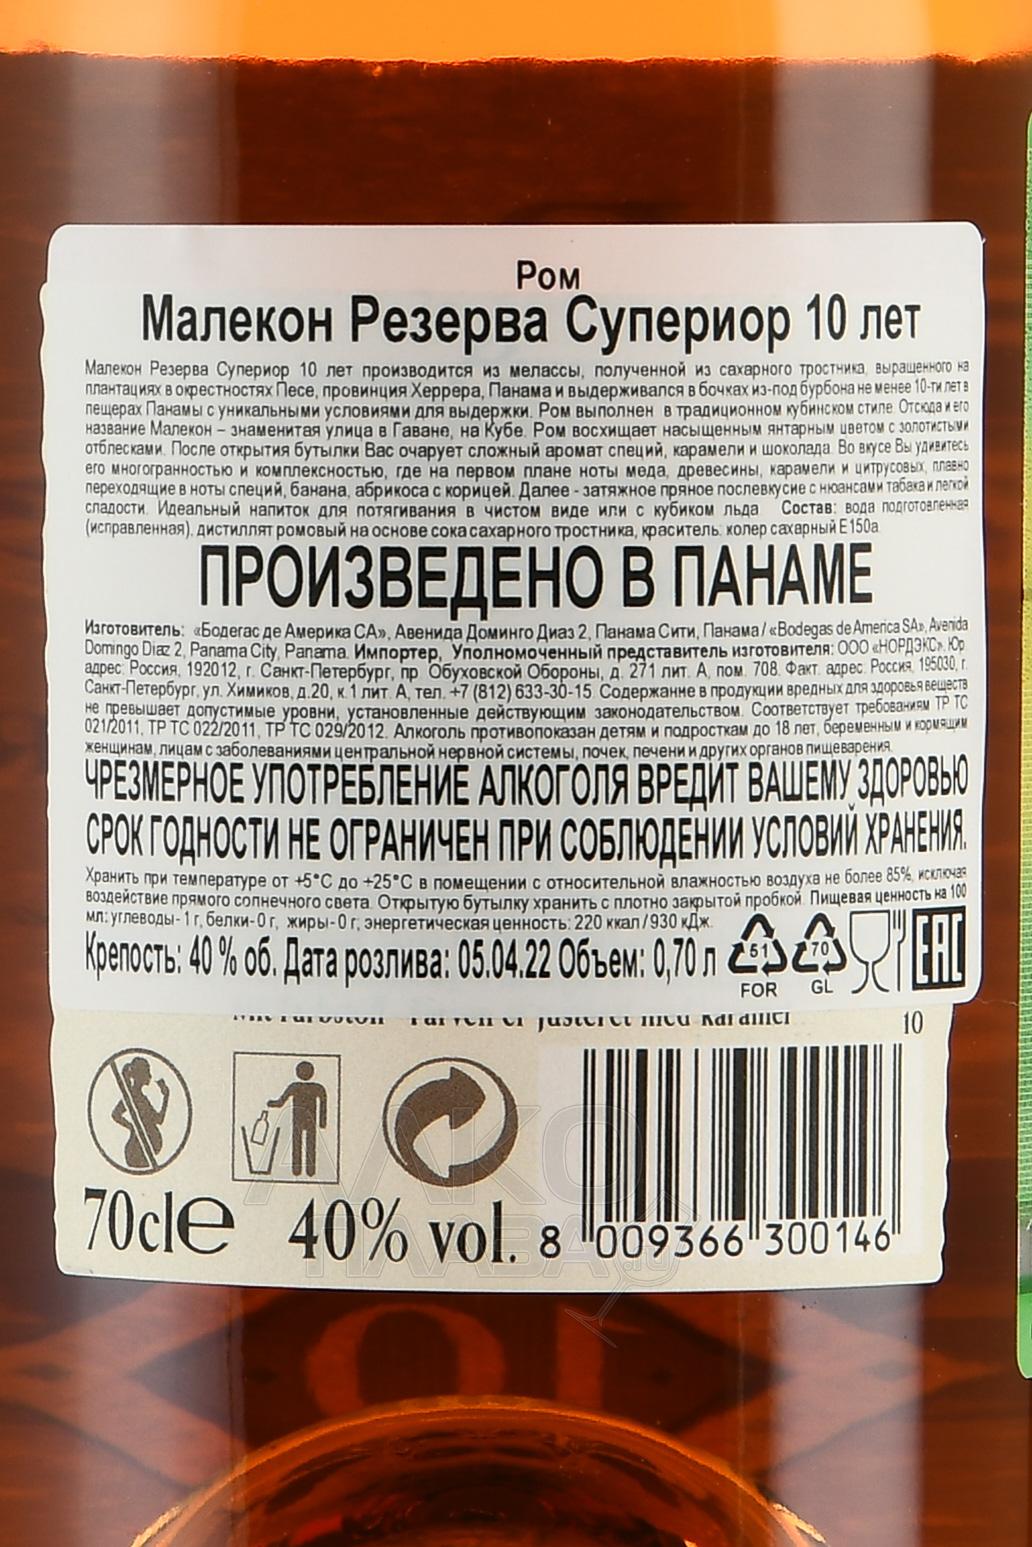 Ром
Малекон Резерва Супериор 10 лет
Малекон Резерва Супериор 10 лет производится из мелассы, полученной из сахарного тростника, выращенного на
плантациях в окрестностях Песе, провинция Херрера, Панама и выдерживался в бочках из-под бурбона не менее 10-ти лет в
пещерах Панамы с уникальными условиями для выдержки. Ром выполнен в традиционном кубинском стиле. Отсюда и его
название Малекон – знаменитая улица в Гаване, на Кубе. Ром восхищает насыщенным янтарным цветом с золотистыми
отблесками. После открытия бутылки Вас очарует сложный аромат специй, карамели и шоколада. Во вкусе Вы удивитесь
его многогранностью и комплексностью, где на первом плане ноты меда, древесины, карамели и цитрусовых, плавно
переходящие в ноты специй, банана, абрикоса с корицей. Далее - затяжное пряное послевкусие с нюансами табака и легкой
сладости. Идеальный напиток для потягивания в чистом виде или с кубиком льда Состав: вода подготовленная
(исправленная), дистиллят ромовый на основе сока сахарного тростника, краситель: колер сахарный Е150а.
ПРОИЗВЕДЕНО В ПАНАМЕ
Изготовитель: «Бодегас де Америка СА», Авенида Доминго Диаз 2, Панама Сити, Панама / «Bodegas de America SA», Avenida
Domingo Diaz 2, Panama City, Panama. Импортер, Уполномоченный представитель изготовителя: ООО «НОРДЭКС». Юр.
адрес: Россия, 192012, г. Санкт-Петербург, пр. Обуховской Обороны, д. 271 лит. А, пом. 708. Факт. адрес: Россия, 195030, г.
Санкт-Петербург, ул. Химиков, д.20, к.1 лит. А, тел. +7 (812) 633-30-15. Содержание в продукции вредных для здоровья веществ
не превышает допустимые уровни, установленные действующим законодательством. Соответствует требованиям ТР ТС
021/2011, ТР ТС 022/2011, ТР ТС 029/2012. Алкоголь противопоказан детям и подросткам до 18 лет, беременным и кормящим
женщинам, лицам с заболеваниями центральной нервной системы, почек, печени и других органов пищеварения.
ЧРЕЗМЕРНОЕ УПОТРЕБЛЕНИЕ АЛКОГОЛЯ ВРЕДИТ ВАШЕМУ ЗДОРОВЬЮ
СРОК ГОДНОСТИ НЕ ОГРАНИЧЕН ПРИ СОБЛЮДЕНИИ УСЛОВИЙ ХРАНЕНИЯ.
Хранить при температуре от +5°С до +25°С в помещении с относительной влажностью воздуха не более 85%, исключая
воздействие прямого солнечного света. Открытую бутылку хранить с плотно закрытой пробкой. Пищевая ценность на 100
мл: углеводы- 1 г, белки- 0 г, жиры- 0 г; энергетическая ценность: 220 ккал / 930 кДж.
Крепость: 40 % об. Дата розлива: 05.04.22 Объем: 0,70 л
51 FOR
70 GL
EAC
Mit Farbstoff - Farven er justeret med karamel
10
70cl e 40% vol.
8 009366 300146
АЛКО
ПЛАВА.ru
10